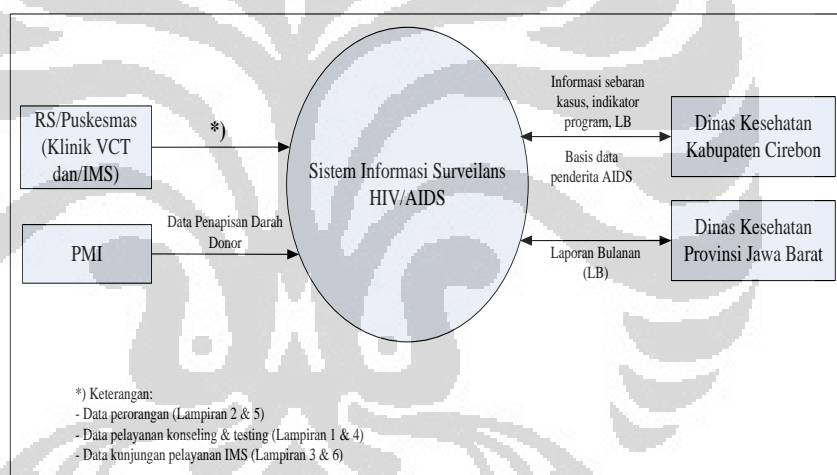 RS/Puskesmas
(Klinik VCT
dan/IMS)
*)
PMI
Data Penapisan Darah
Donor
Sistem Informasi Surveilans
HIV/AIDS
Informasi sebaran
kasus, indikator
program, LB
Basis data
penderita AIDS
Dinas Kesehatan
Kabupaten Cirebon
Laporan Bulanan
(LB)
Dinas Kesehatan
Provinsi Jawa Barat
*) Keterangan:
- Data perorangan (Lampiran 2 & 5)
- Data pelayanan konseling & testing (Lampiran 1 & 4)
- Data kunjungan pelayanan IMS (Lampiran 3 & 6)